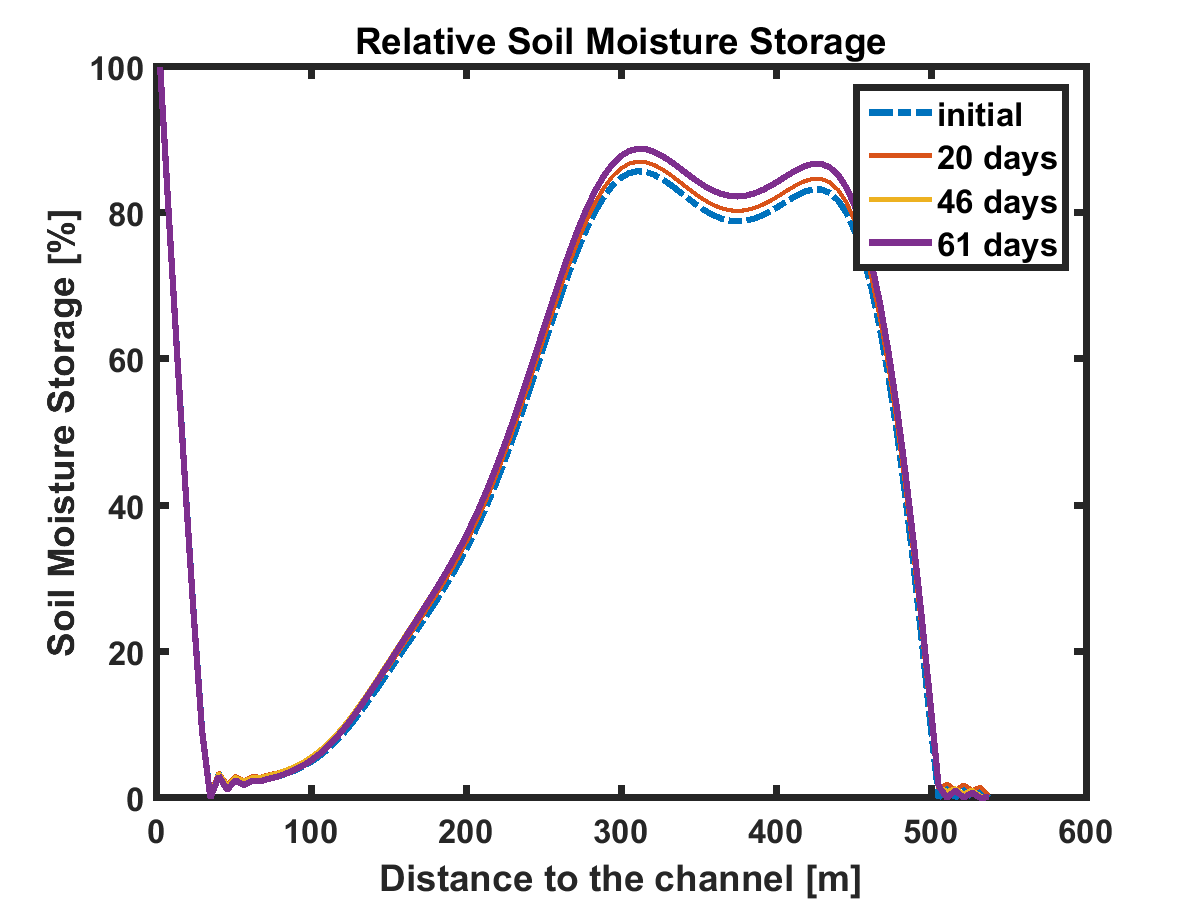 Relative Soil Moisture Storage
100
80
60
40
20
0
Soil Moisture Storage [%]
initial
20 days
46 days
61 days
0 100 200 300 400 500 600
Distance to the channel [m]